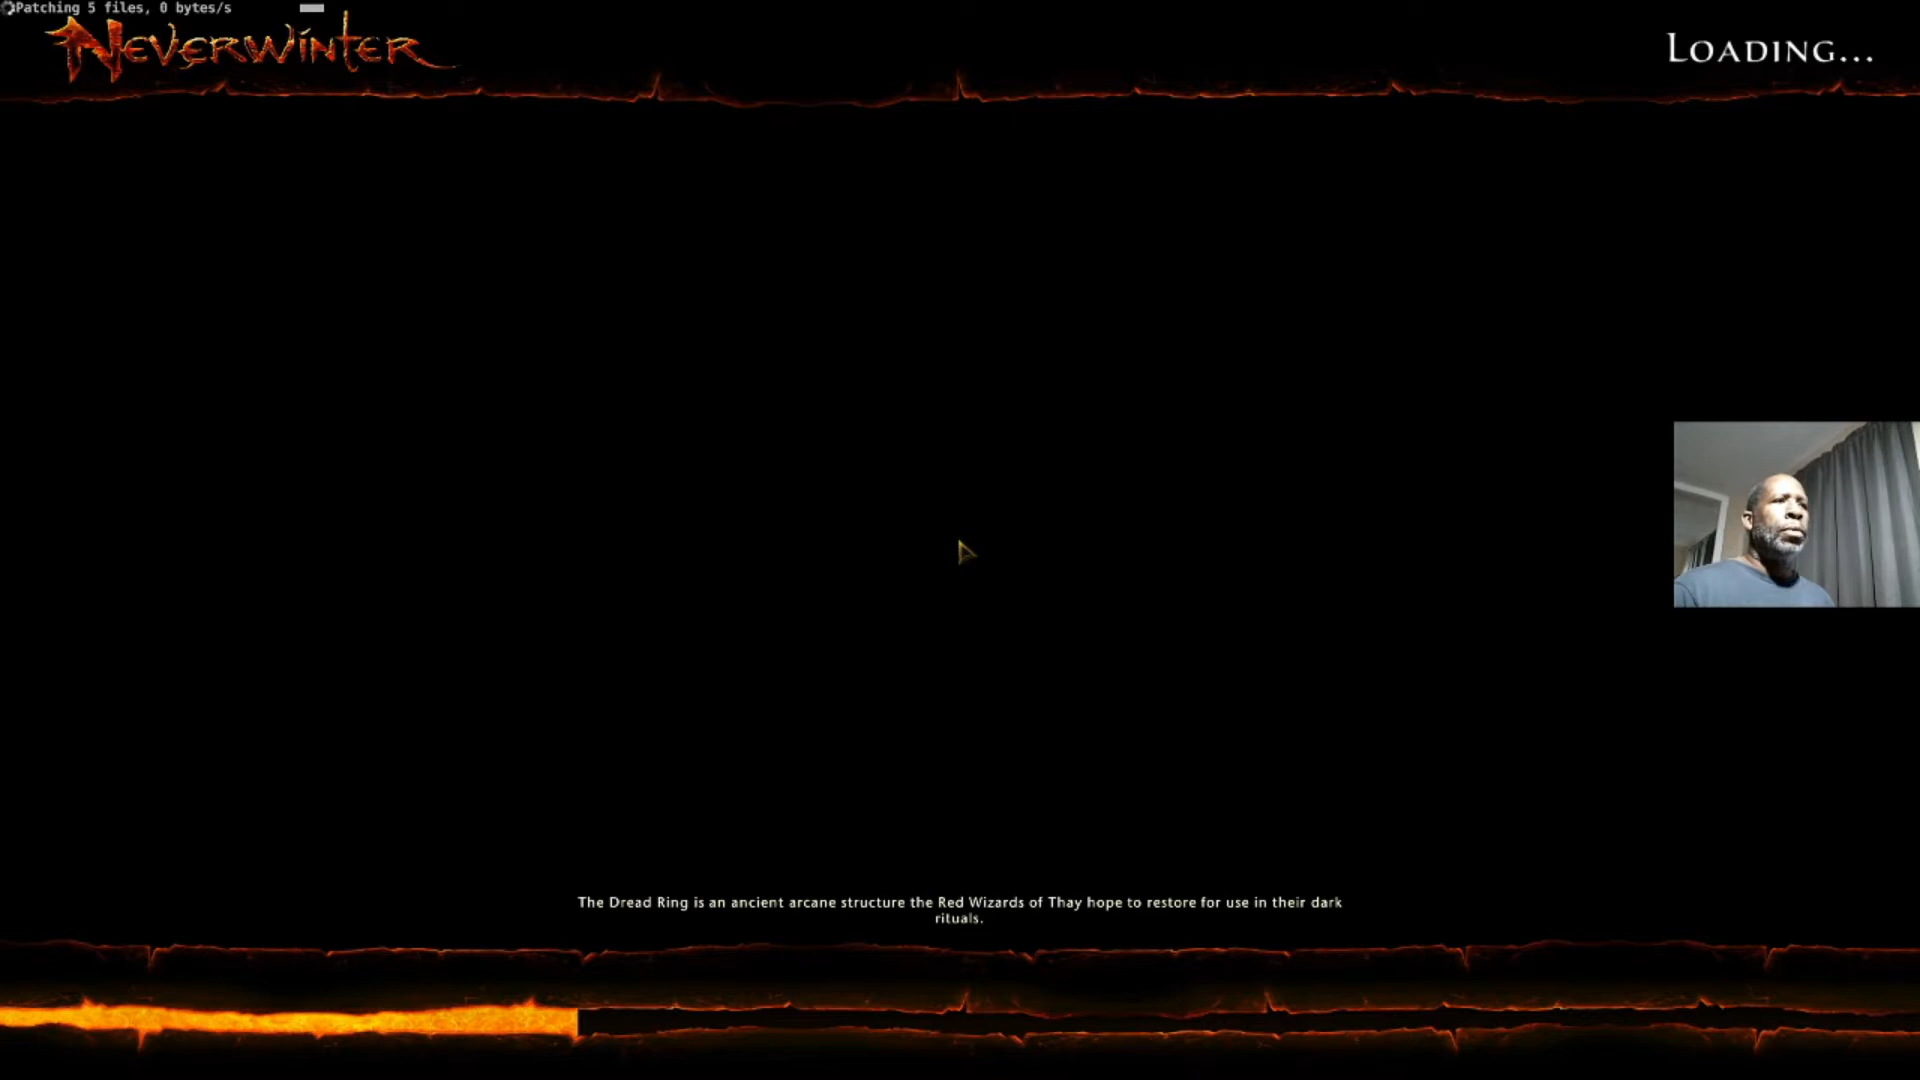 Patching 5 files, 0 bytes/s
NEVERWINTER
LOADING...
The Dread Ring is an ancient arcane structure the Red Wizards of Thay hope to restore for use in their dark
rituals.